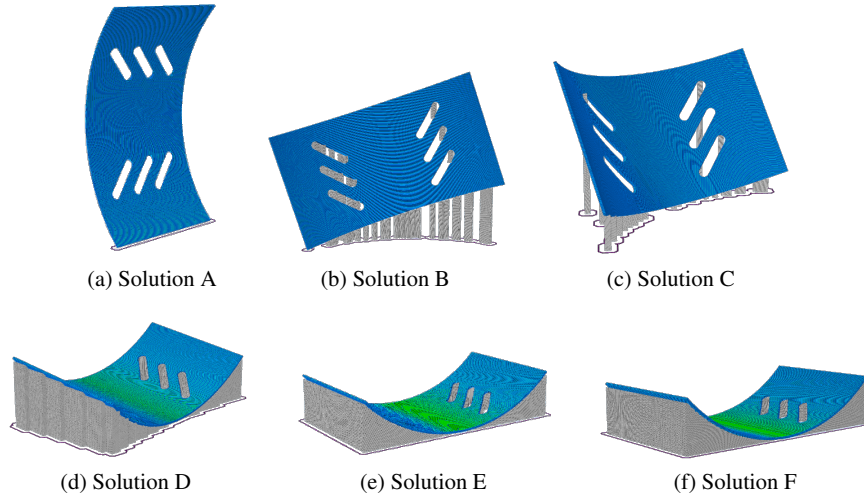 (a) Solution A
(b) Solution B
(c) Solution C
(d) Solution D
(e) Solution E
(f) Solution F